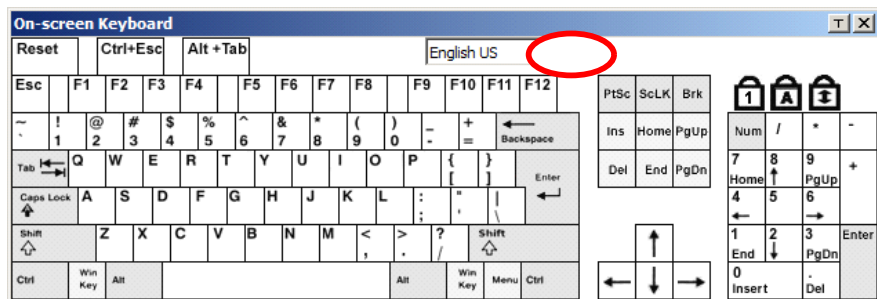 On-screen Keyboard T X
Reset Ctrl+Esc Alt +Tab English US
Esc F1 F2 F3 F4 F5 F6 F7 F8 F9 F10 F11 F12 PtSc ScLK Brk 1 A
~ ! @ # $ % ^ & * ( ) _ +
` 1 2 3 4 5 6 7 8 9 0 - = Backspace Ins Home PgUp Num / * -
Tab Q W E R T Y U I O P { } Enter Del End PgDn 7 8 9 +
[ ] Home PgUp
Caps Lock A S D F G H J K L : " | 4 5 6
; ' \
Shift Z X C V B N M < > ? Shift 1 2 3 Enter
, . / End PgDn
Ctrl Win Key Alt Alt Win Key Menu Ctrl 0 .
Insert Del